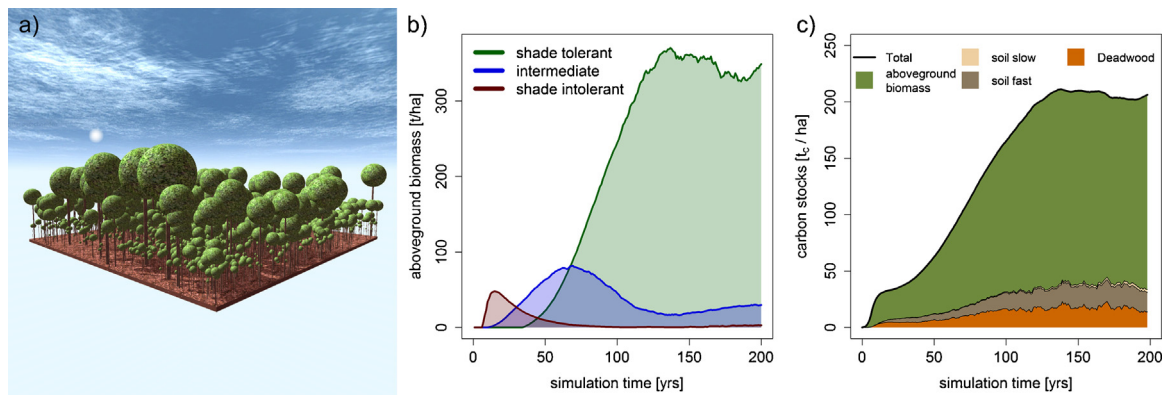 a)
b)
shade tolerant
intermediate
shade intolerant
aboveground biomass [t/ha]
300
200
100
0
0
50
100
150
200
simulation time [yrs]
c)
Total
aboveground
biomass
soil slow
soil fast
Deadwood
carbon stocks [tc / ha]
250
200
150
100
50
0
0
50
100
150
200
simulation time [yrs]